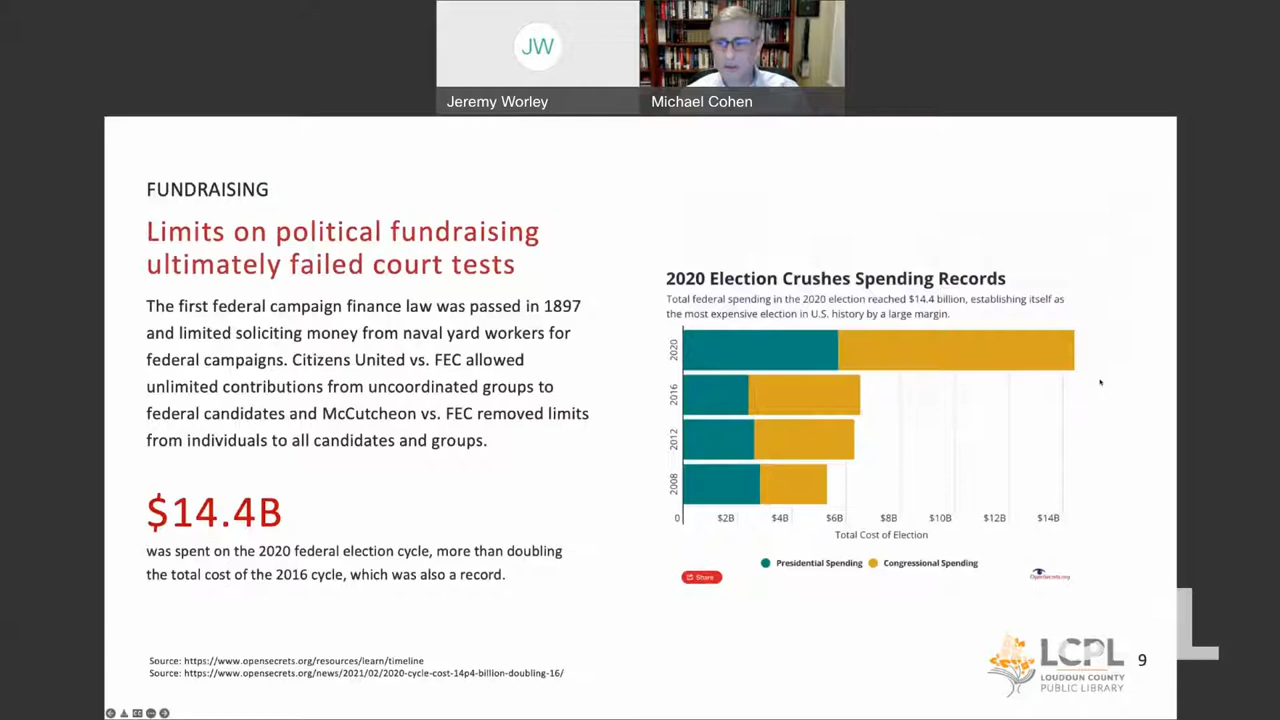 JW
Jeremy Worley
Michael Cohen
FUNDRAISING
Limits on political fundraising
ultimately failed court tests
The first federal campaign finance law was passed in 1897
and limited soliciting money from naval yard workers for
federal campaigns. Citizens United vs. FEC allowed
unlimited contributions from uncoordinated groups to
federal candidates and McCutcheon vs. FEC removed limits
from individuals to all candidates and groups.
$14.4B
was spent on the 2020 federal election cycle, more than doubling
the total cost of the 2016 cycle, which was also a record.
Source: https://www.opensecrets.org/resources/learn/timeline
Source: https://www.opensecrets.org/news/2021/02/2020-cycle-cost-14p4-billion-doubling-16/
2020 Election Crushes Spending Records
Total federal spending in the 2020 election reached $14.4 billion, establishing itself as
the most expensive election in U.S. history by a large margin.
2020
2016
2012
2008
0 $2B $4B $6B $8B $10B $12B $14B
Total Cost of Election
Presidential Spending Congressional Spending
Share
OpenSecrets.org
LCPL
LOUDOUN COUNTY
PUBLIC LIBRARY
9
L
CC